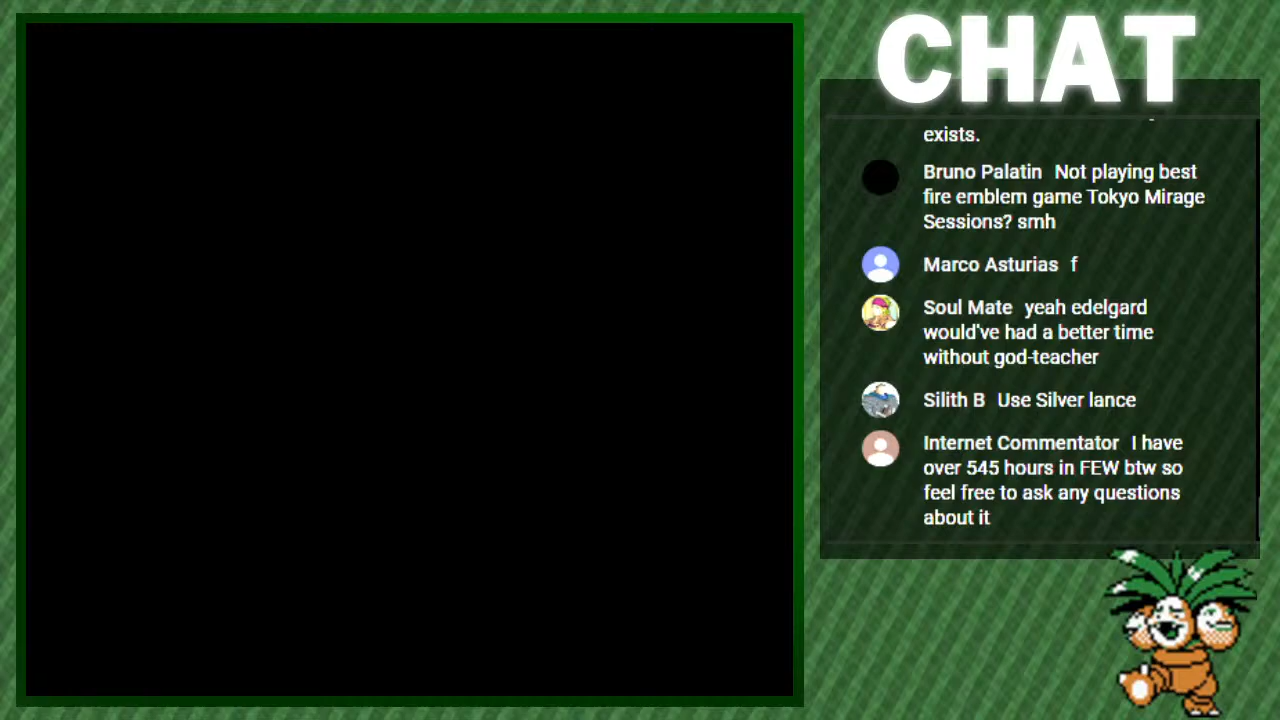 CHAT
exists.
Bruno Palatin Not playing best
fire emblem game Tokyo Mirage
Sessions? smh
Marco Asturias f
Soul Mate yeah edelgard
would've had a better time
without god-teacher
Silith B Use Silver lance
Internet Commentator I have
over 545 hours in FEW btw so
feel free to ask any questions
about it